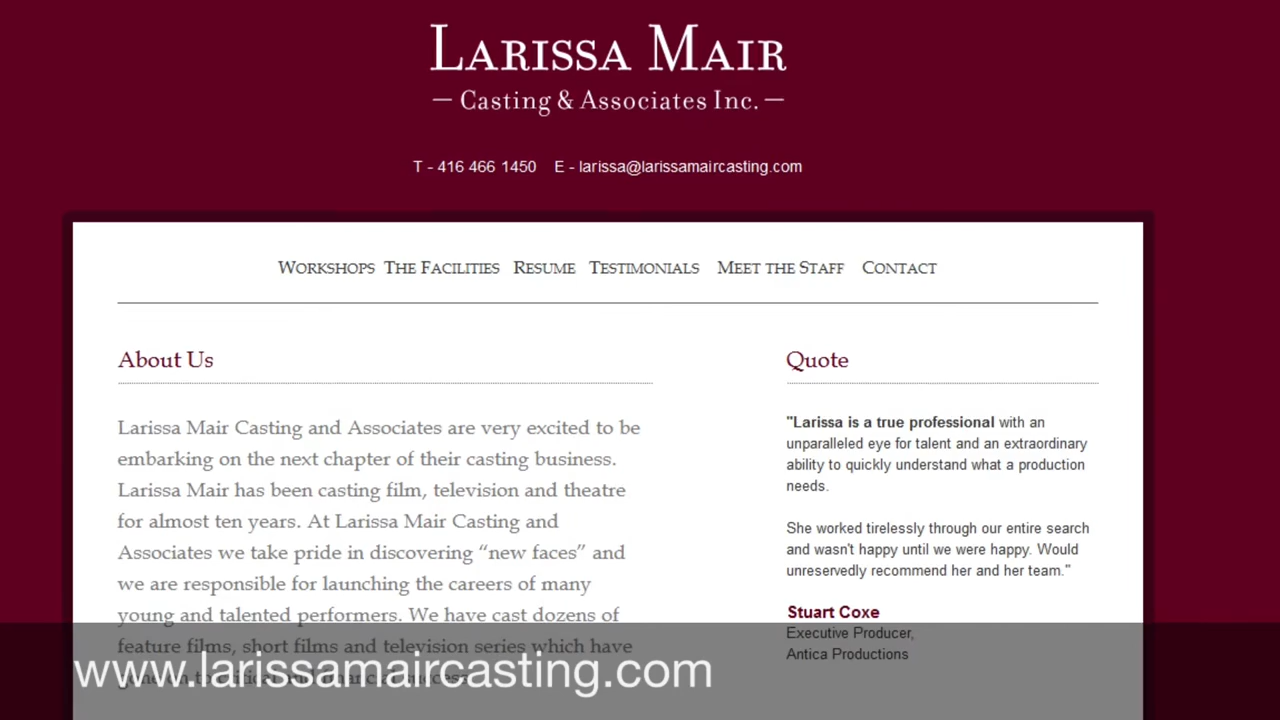 LARISSA MAIR
— Casting & Associates Inc. —
T - 416 466 1450 E - larissa@larissamaircasting.com
WORKSHOPS THE FACILITIES RESUME TESTIMONIALS MEET THE STAFF CONTACT
About Us
Larissa Mair Casting and Associates are very excited to be
embarking on the next chapter of their casting business.
Larissa Mair has been casting film, television and theatre
for almost ten years. At Larissa Mair Casting and
Associates we take pride in discovering “new faces” and
we are responsible for launching the careers of many
young and talented performers. We have cast dozens of
feature films, short films and television series which have
Quote
"Larissa is a true professional with an
unparalleled eye for talent and an extraordinary
ability to quickly understand what a production
needs.
She worked tirelessly through our entire search
and wasn't happy until we were happy. Would
unreservedly recommend her and her team."
Stuart Coxe
Executive Producer,
Antica Productions
www.larissamaircasting.com